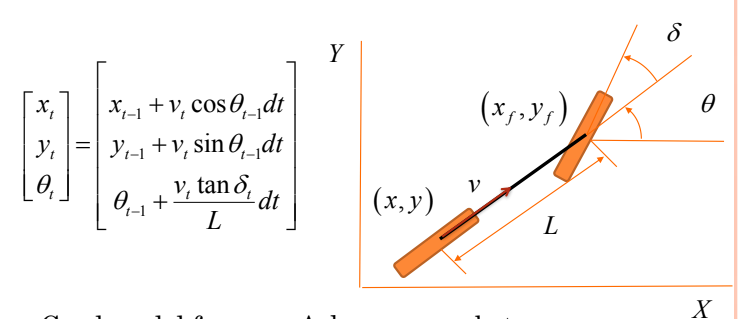 [x_t; y_t; θ_t] = [x_{t-1} + v_t cos θ_{t-1} dt; y_{t-1} + v_t sin θ_{t-1} dt; θ_{t-1} + (v_t tan δ_t / L) dt]
Y
δ
(x_f, y_f)
θ
(x, y)
v
L
X